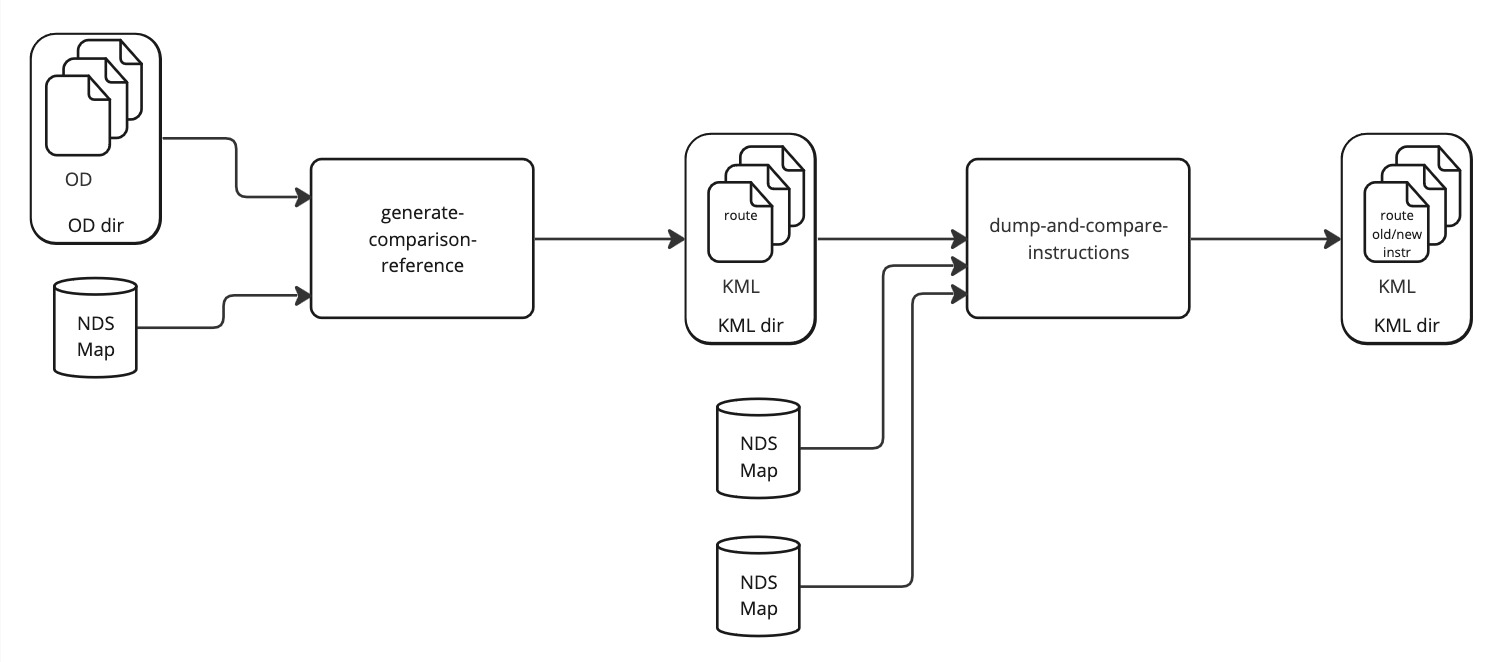 OD
OD dir
NDS
Map
generate-
comparison-
reference
route
KML
KML dir
NDS
Map
NDS
Map
dump-and-compare-
instructions
route
old/new
instr
KML
KML dir